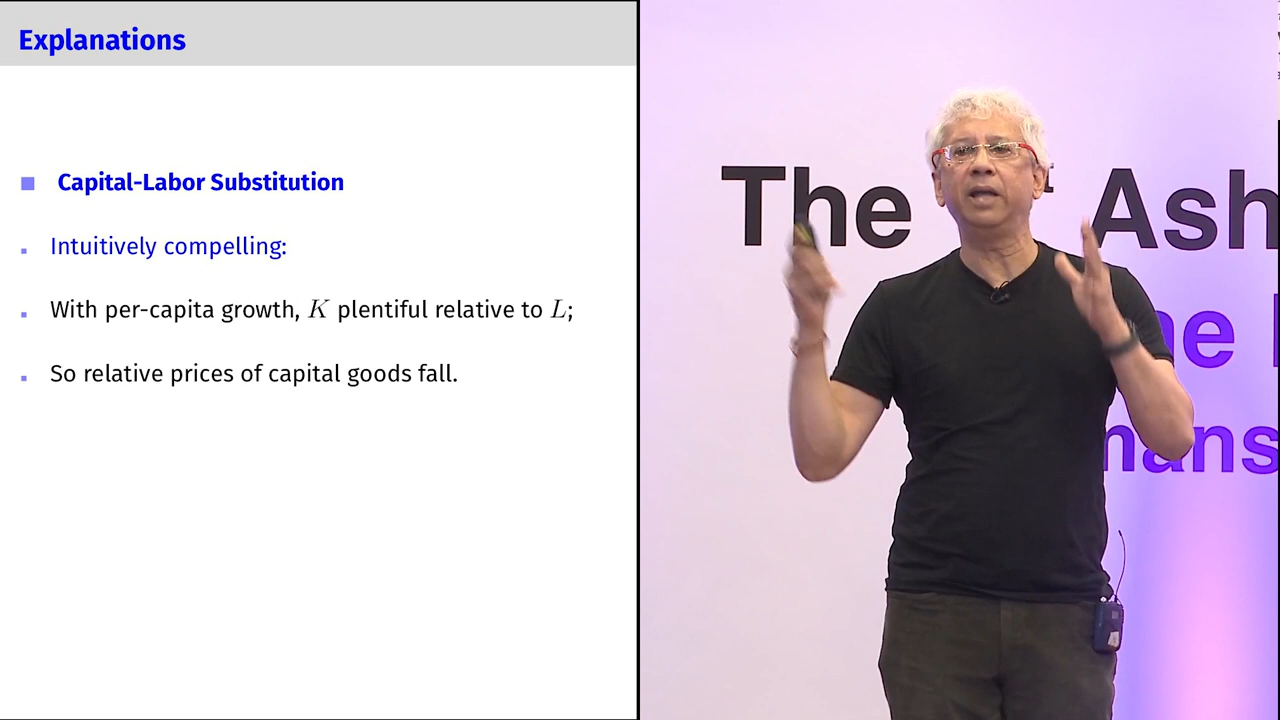 Explanations
Capital-Labor Substitution
Intuitively compelling:
With per-capita growth, K plentiful relative to L;
So relative prices of capital goods fall.
The